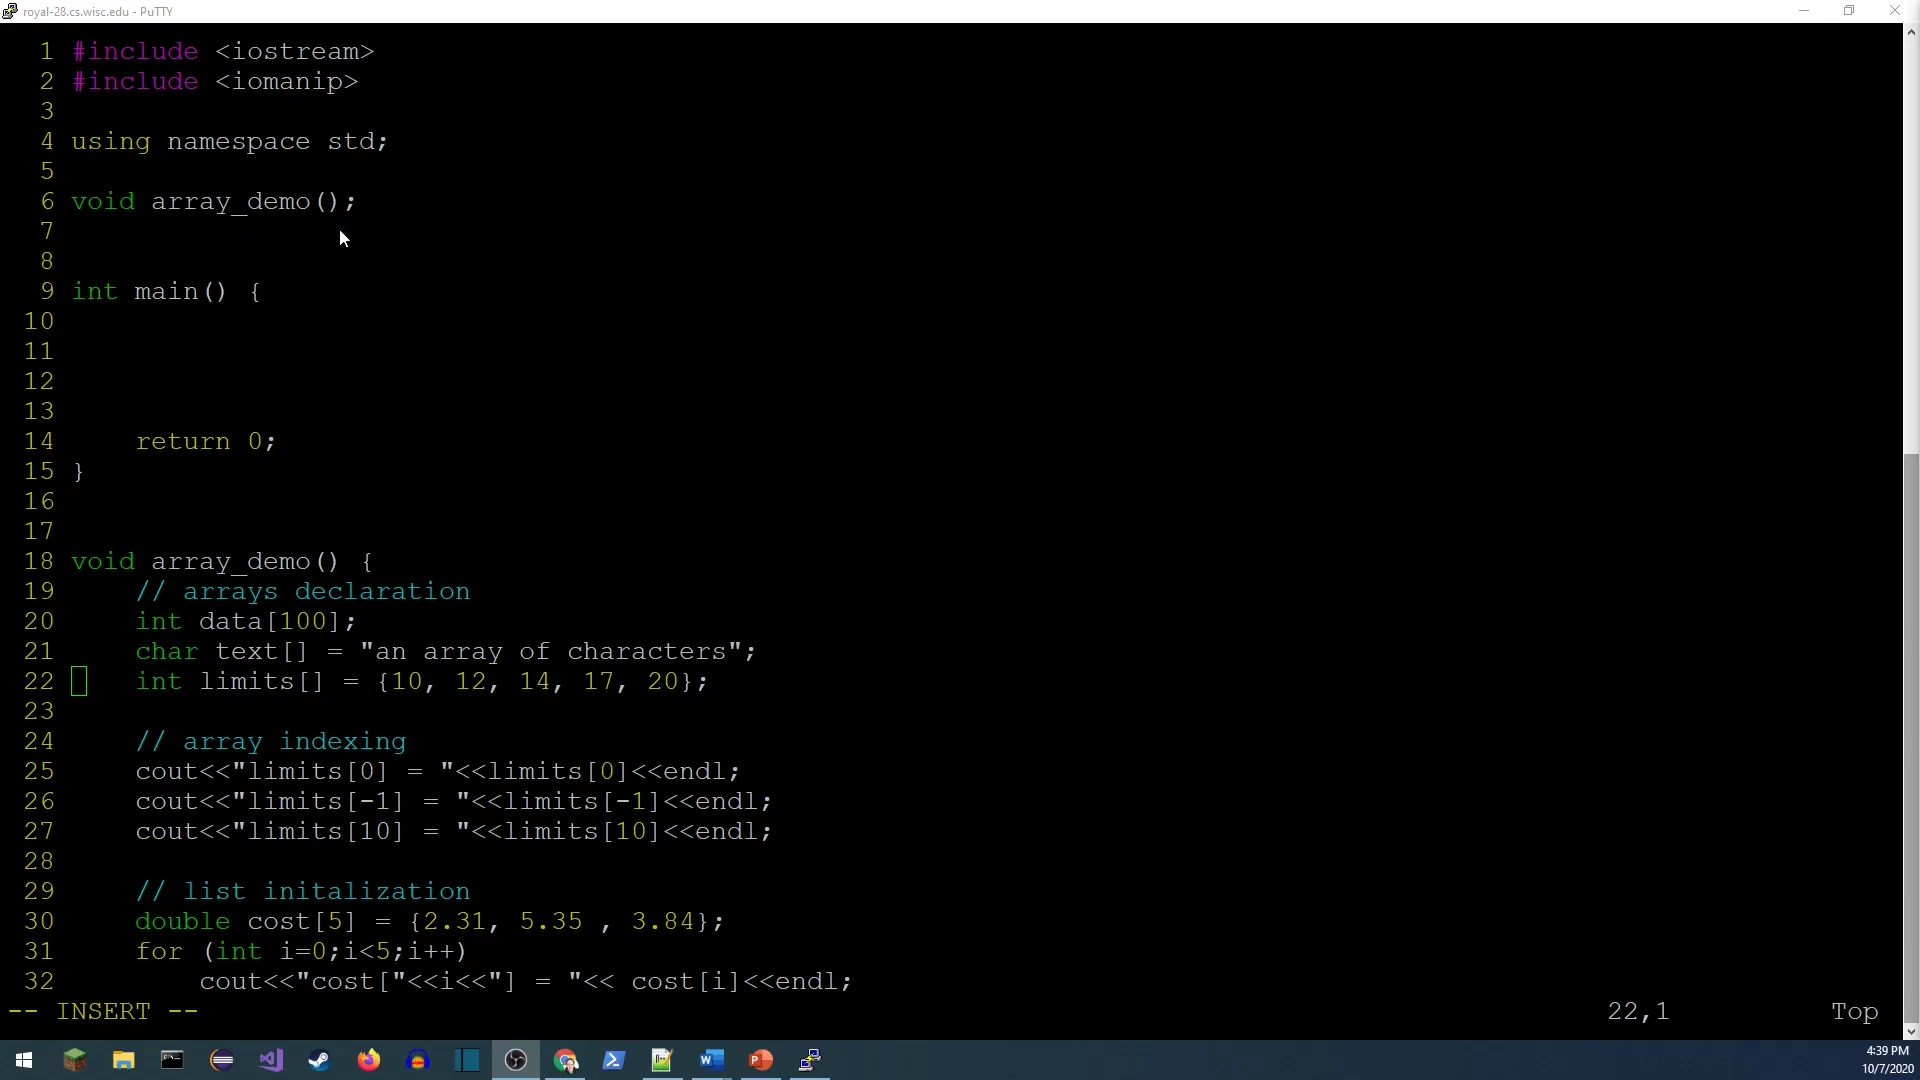 royal-28.cs.wisc.edu - PuTTY
1 #include <iostream>
2 #include <iomanip>
3
4 using namespace std;
5
6 void array_demo();
7
8
9 int main() {
10
11
12
13
14     return 0;
15 }
16
17
18 void array_demo() {
19     // arrays declaration
20     int data[100];
21     char text[] = "an array of characters";
22     int limits[] = {10, 12, 14, 17, 20};
23
24     // array indexing
25     cout<<"limits[0] = "<<limits[0]<<endl;
26     cout<<"limits[-1] = "<<limits[-1]<<endl;
27     cout<<"limits[10] = "<<limits[10]<<endl;
28
29     // list initalization
30     double cost[5] = {2.31, 5.35 , 3.84};
31     for (int i=0;i<5;i++)
32         cout<<"cost["<<i<<"] = "<< cost[i]<<endl;
-- INSERT -- 22,1 Top
4:39 PM
10/7/2020